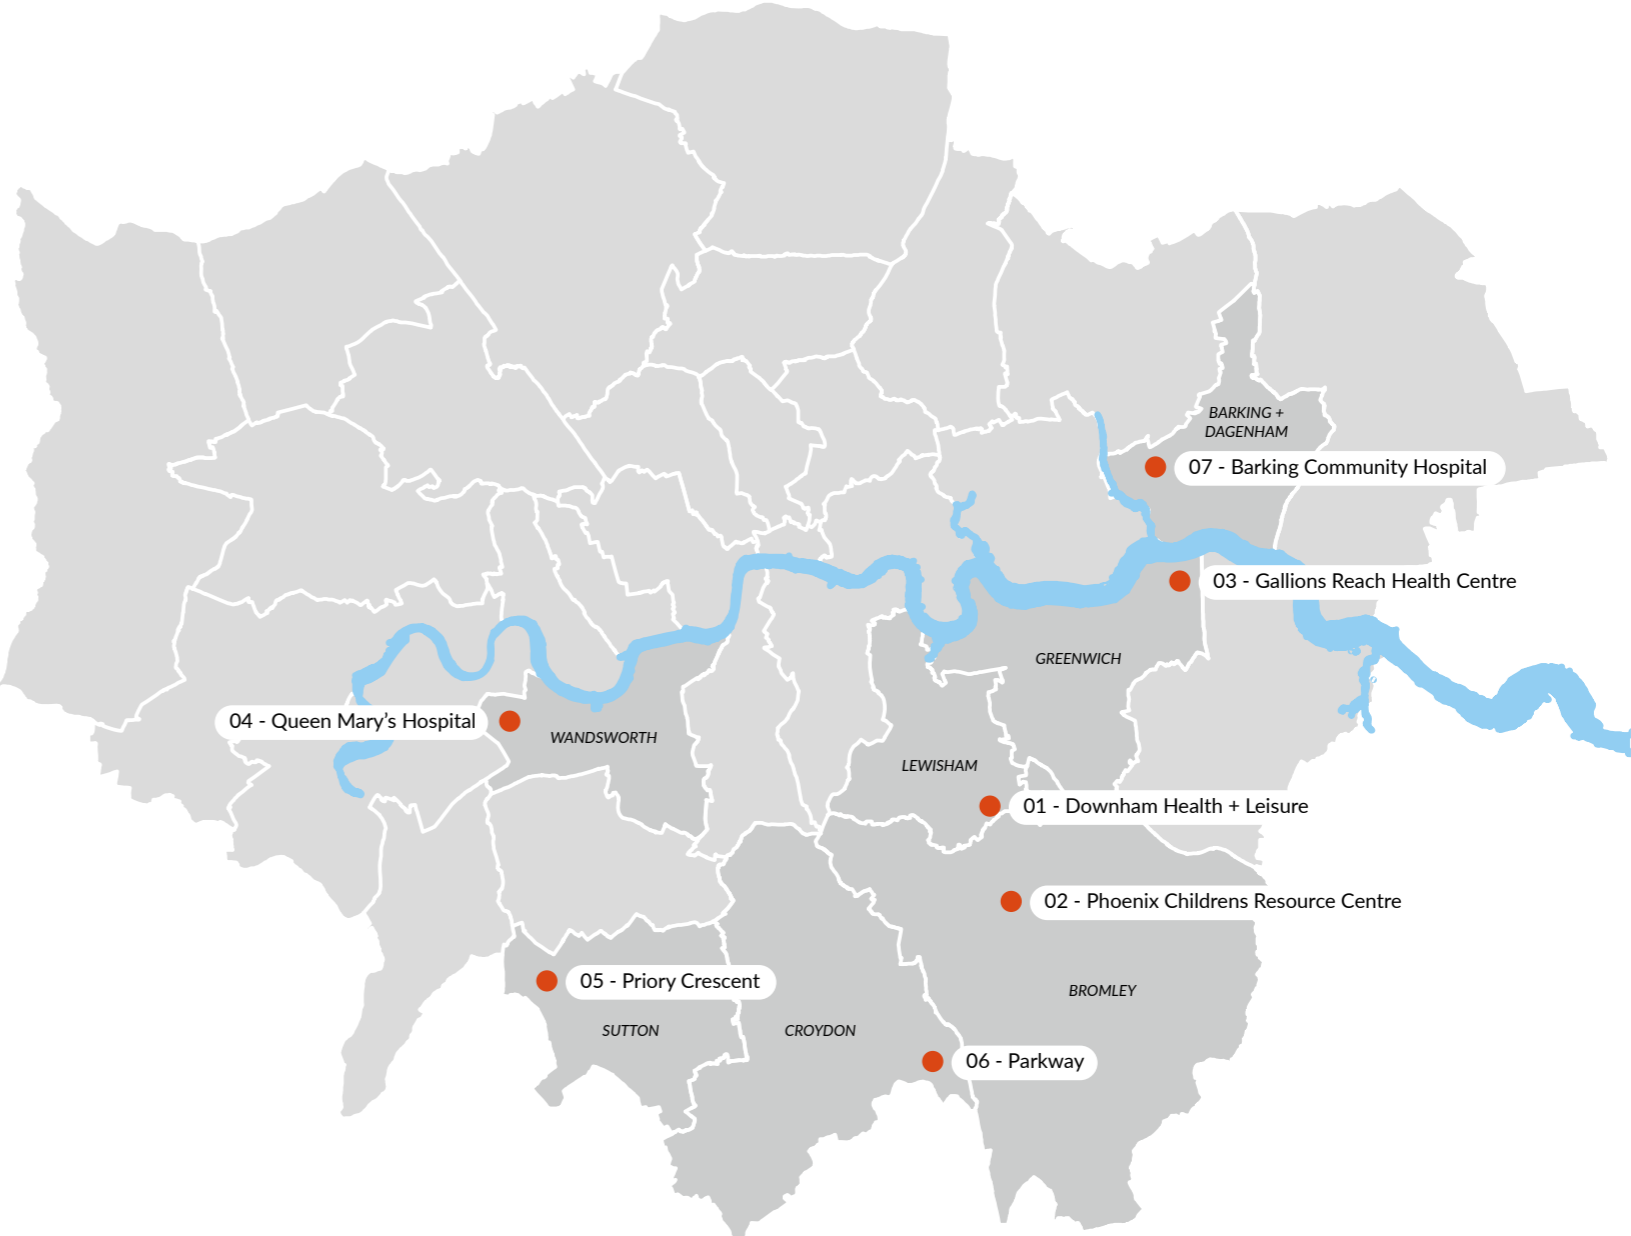 BARKING +
DAGENHAM
07 - Barking Community Hospital
03 - Gallions Reach Health Centre
GREENWICH
04 - Queen Mary’s Hospital
WANDSWORTH
LEWISHAM
01 - Downham Health + Leisure
02 - Phoenix Childrens Resource Centre
05 - Priory Crescent
BROMLEY
SUTTON
CROYDON
06 - Parkway